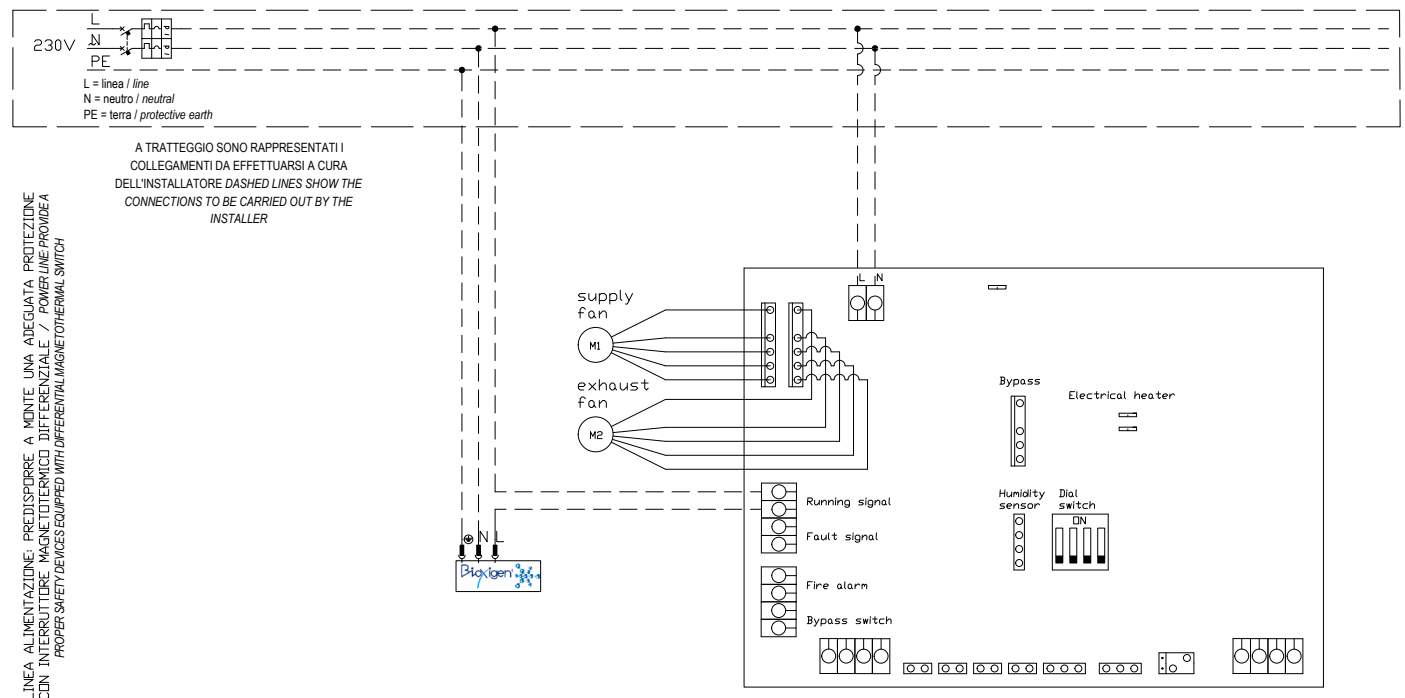 L
230V N
PE
L = linea / line
N = neutro / neutral
PE = terra / protective earth
A TRATTEGGIO SONO RAPPRESENTATI I
COLLEGAMENTI DA EFFETTUARSI A CURA
DELL'INSTALLATORE DASHED LINES SHOW THE
CONNECTIONS TO BE CARRIED OUT BY THE
INSTALLER
LINEA ALIMENTAZIONE: PREDISPORRE A MONTE UNA ADEGUATA PROTEZIONE
CON INTERRUTTORE MAGNETOTERMICO DIFFERENZIALE / POWER LINE: PROVIDE A
PROPER SAFETY DEVICES EQUIPPED WITH DIFFERENTIAL MAGNETOTHERMAL SWITCH
L N
supply
fan
M1
exhaust
fan
M2
Bypass
Electrical heater
Humidity
sensor
Dial
switch
ON
Running signal
Fault signal
Fire alarm
Bypass switch
N L
Bioxigen